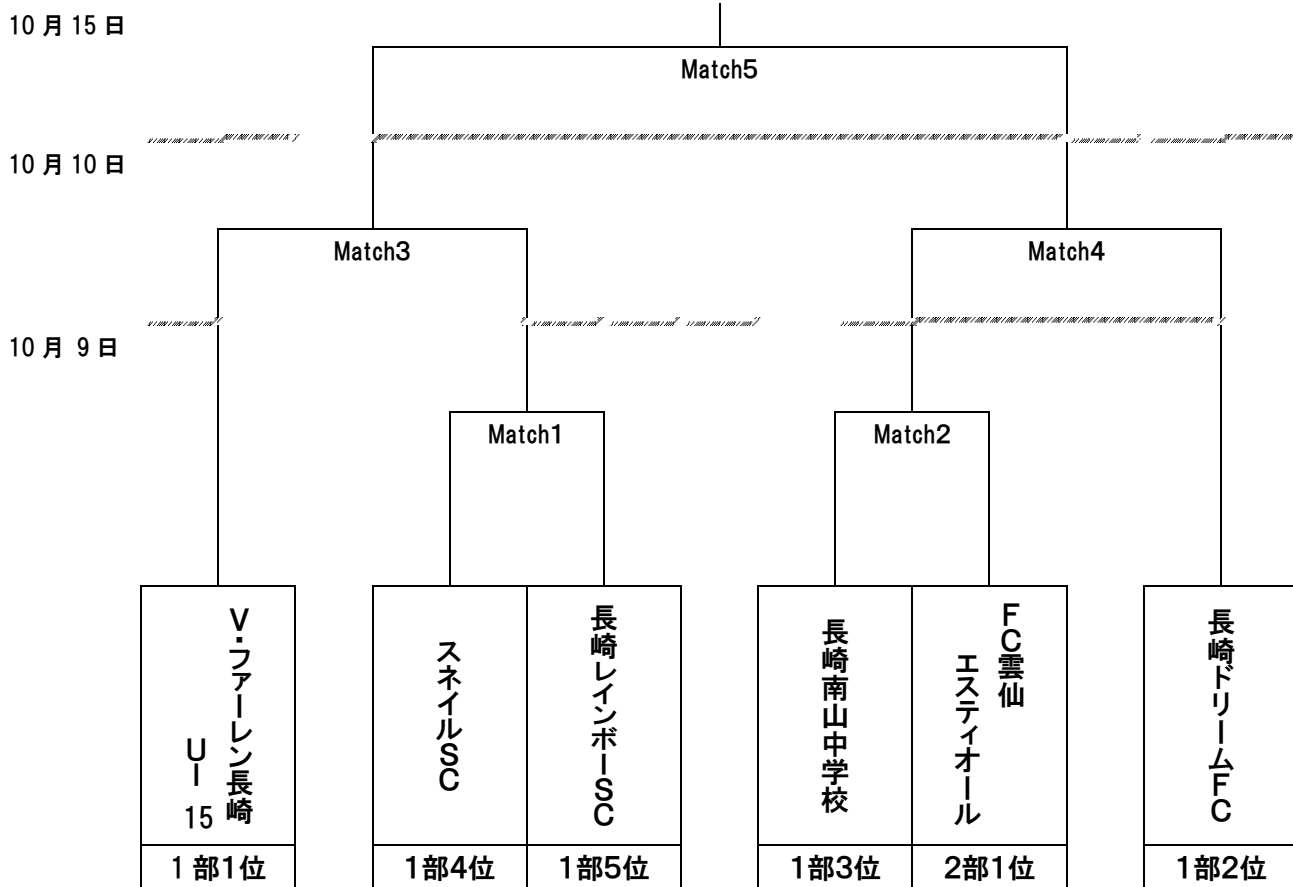 10月15日
Match5
10月10日
Match3
Match4
10月 9日
Match1
Match2
V・ファーレン長崎
U－15
スネイルSC
長崎レインボーSC
長崎南山中学校
FC雲仙
エスティオール
長崎ドリームFC
1部1位
1部4位
1部5位
1部3位
2部1位
1部2位